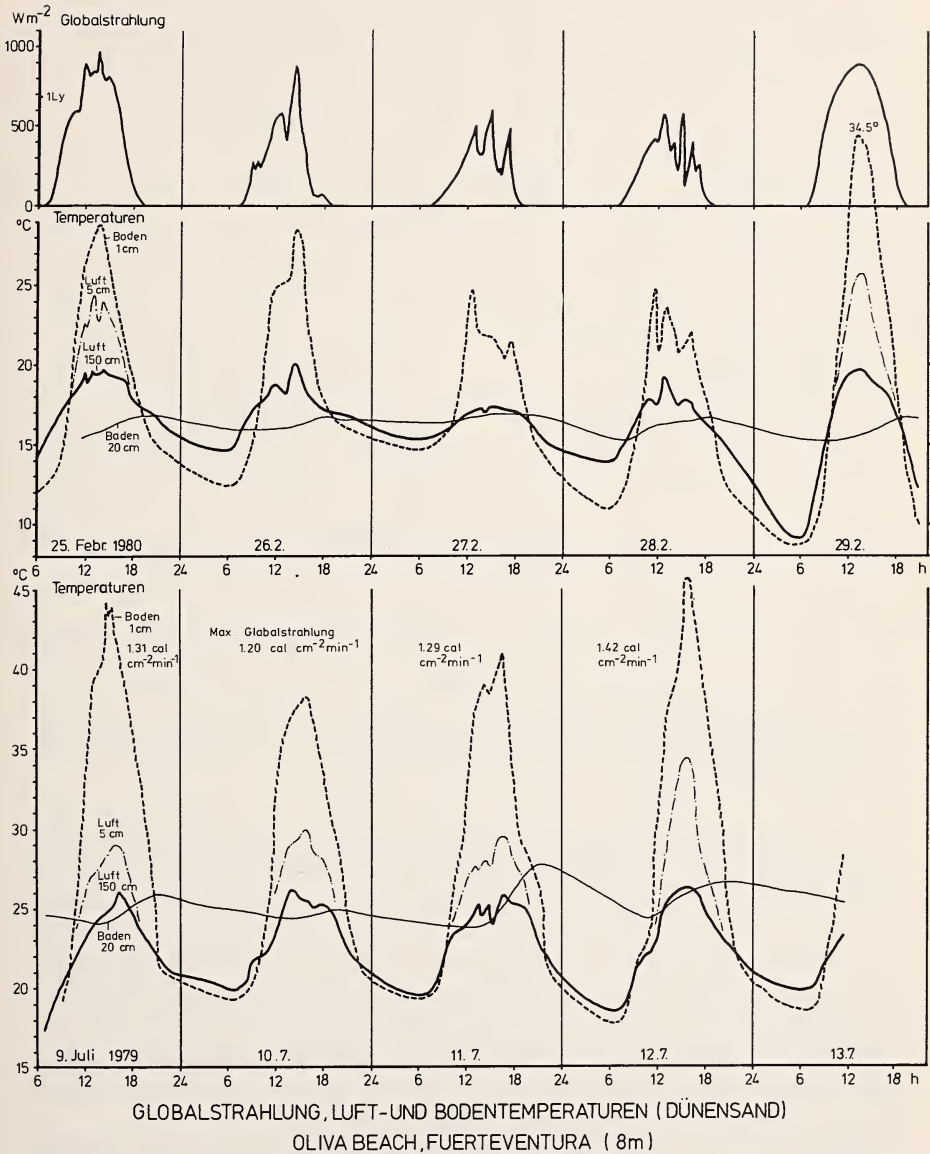 Wm⁻² Globalstrahlung
1000
1Ly
500
0
34.5°
°C Temperaturen
Boden
1cm
Luft
5 cm
Luft
150 cm
Baden
20 cm
25
20
15
10
25. Febr. 1980 26.2. 27.2. 28.2. 29.2.
6 12 24 6 12 18 24 6 12 18 24 6 12 18 24 6 12 18 h
°C Temperaturen
45
Boden
1cm
1.31 cal
cm⁻²min⁻¹
Max Glabalstrahlung
1.20 cal cm⁻²min⁻¹
1.29 cal
cm⁻²min⁻¹
1.42 cal
cm⁻²min⁻¹
40
35
30
Luft
5 cm
Luft
150 cm
25
Baden
20 cm
20
15
9. Juli 1979 10.7. 11.7. 12.7. 13.7
6 12 24 6 12 18 24 6 12 18 24 6 12 18 24 6 12 18 h
GLOBALSTRAHLUNG, LUFT-UND BODENTEMPERATUREN (DÜNENSAND)
OLIVA BEACH, FUERTEVENTURA (8m)